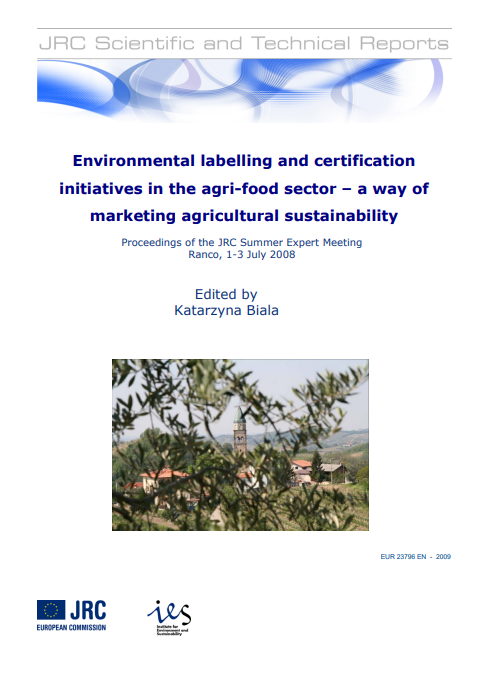 JRC Scientific and Technical Reports
Environmental labelling and certification
initiatives in the agri-food sector – a way of
marketing agricultural sustainability
Proceedings of the JRC Summer Expert Meeting
Ranco, 1-3 July 2008
Edited by
Katarzyna Biala
EUR 23796 EN - 2009
JRC
EUROPEAN COMMISSION
ies
Institute for
Environment and
Sustainability